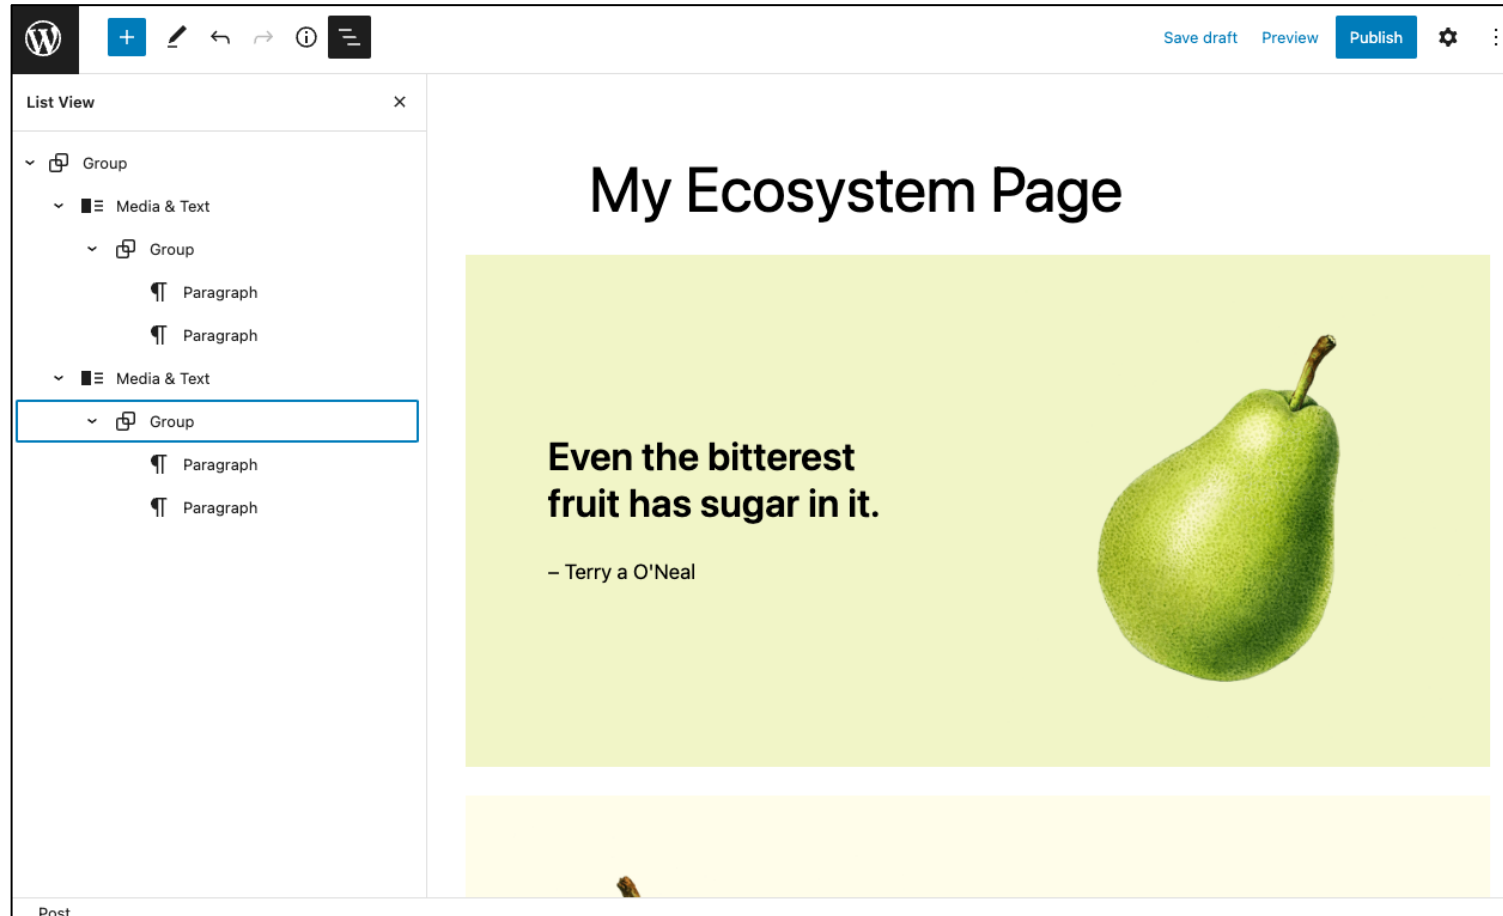 Save draft Preview Publish
List View
Group
Media & Text
Group
Paragraph
Paragraph
Media & Text
Group
Paragraph
Paragraph
My Ecosystem Page
Even the bitterest
fruit has sugar in it.
– Terry a O'Neal
Post